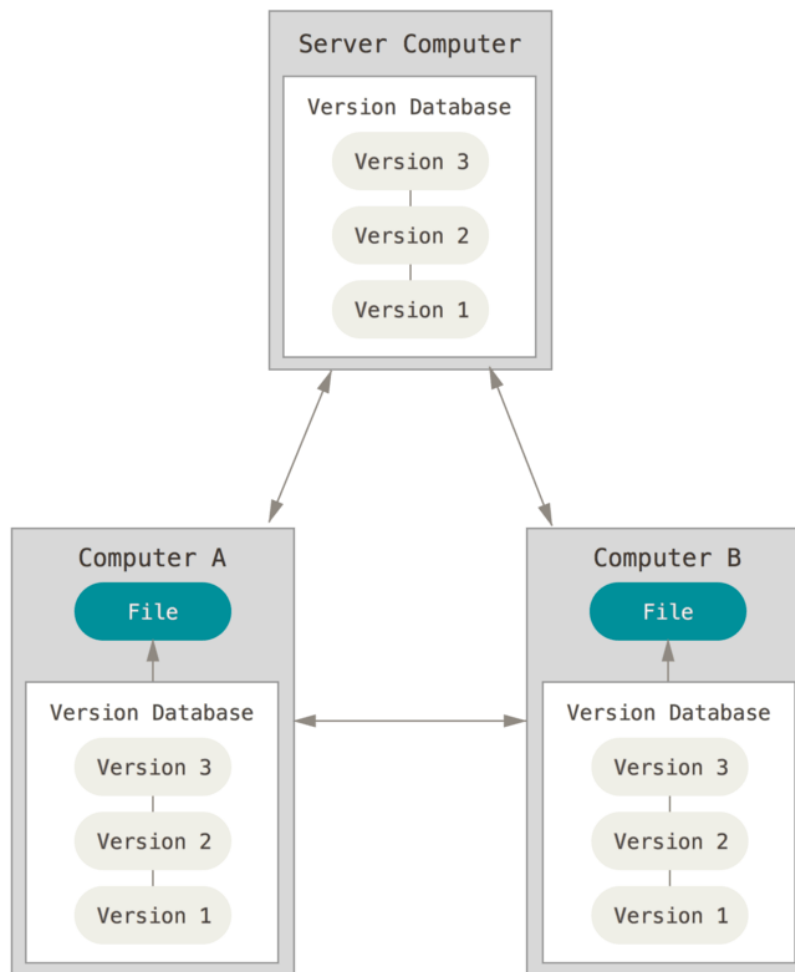 Server Computer
Version Database
Version 3
Version 2
Version 1
Computer A
File
Version Database
Version 3
Version 2
Version 1
Computer B
File
Version Database
Version 3
Version 2
Version 1